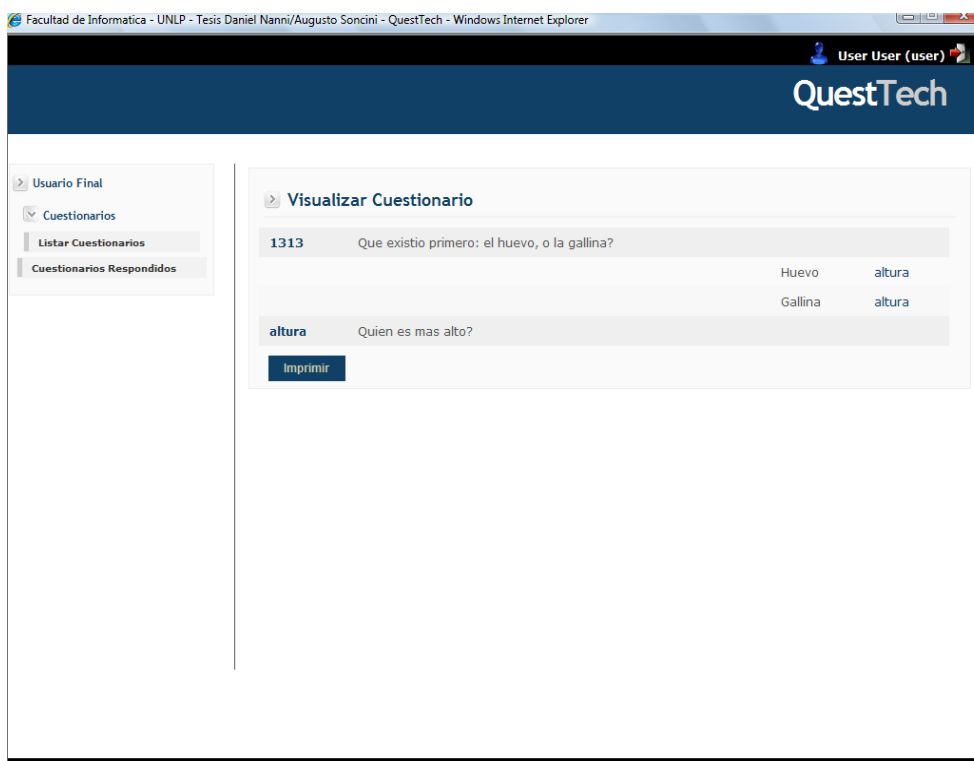 Facultad de Informatica - UNLP - Tesis Daniel Nanni/Augusto Soncini - QuestTech - Windows Internet Explorer
User User (user)
QuestTech
Usuario Final
Cuestionarios
Listar Cuestionarios
Cuestionarios Respondidos
Visualizar Cuestionario
1313 Que existio primero: el huevo, o la gallina?
Huevo altura
Gallina altura
altura Quien es mas alto?
Imprimir